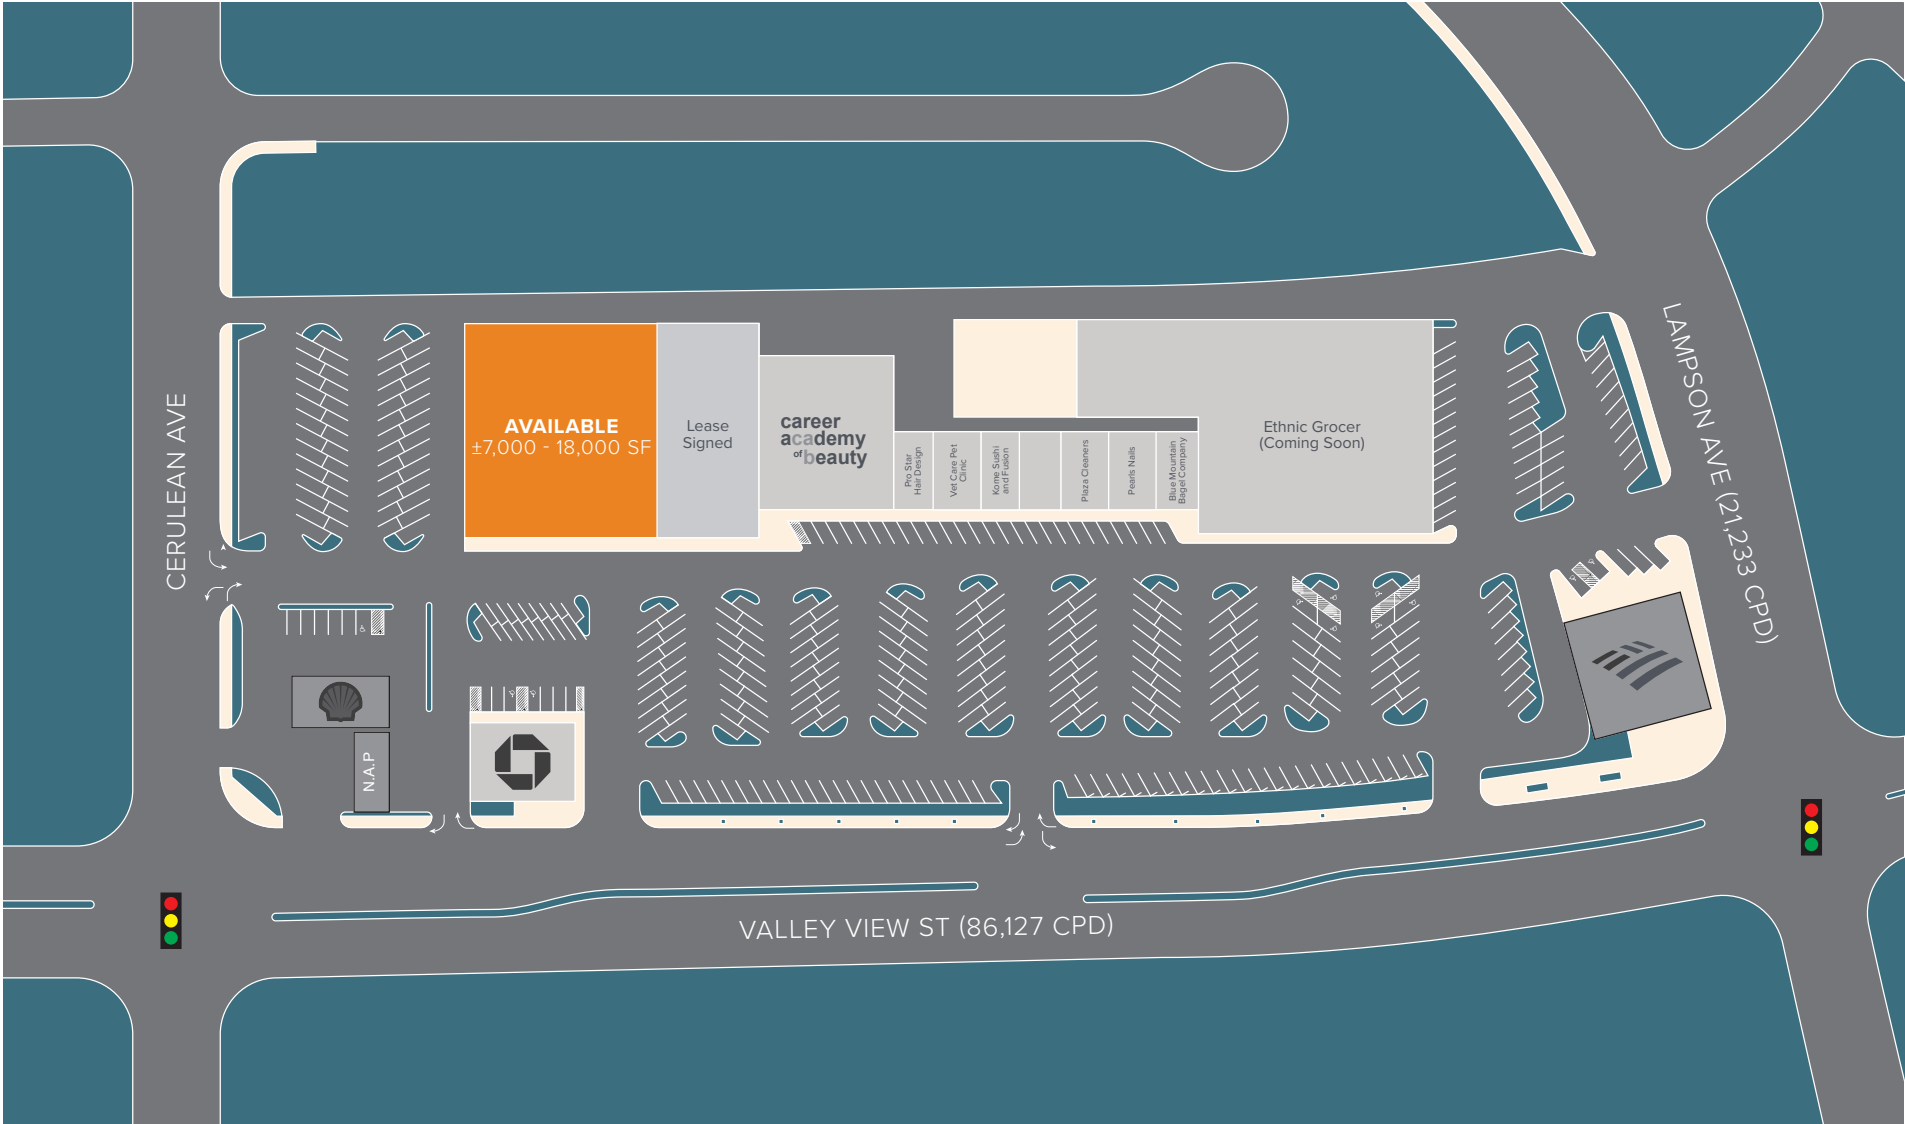 CERULEAN AVE
AVAILABLE
±7,000 - 18,000 SF
Lease
Signed
career
academy
of beauty
Pro Star
Hair Design
Vet Care Pet
Clinic
Kome Sushi
and Fusion
Plaza Cleaners
Pearls Nails
Blue Mountain
Bagel Company
Ethnic Grocer
(Coming Soon)
LAMPSON AVE (21,233 CPD)
N.A.P
VALLEY VIEW ST (86,127 CPD)